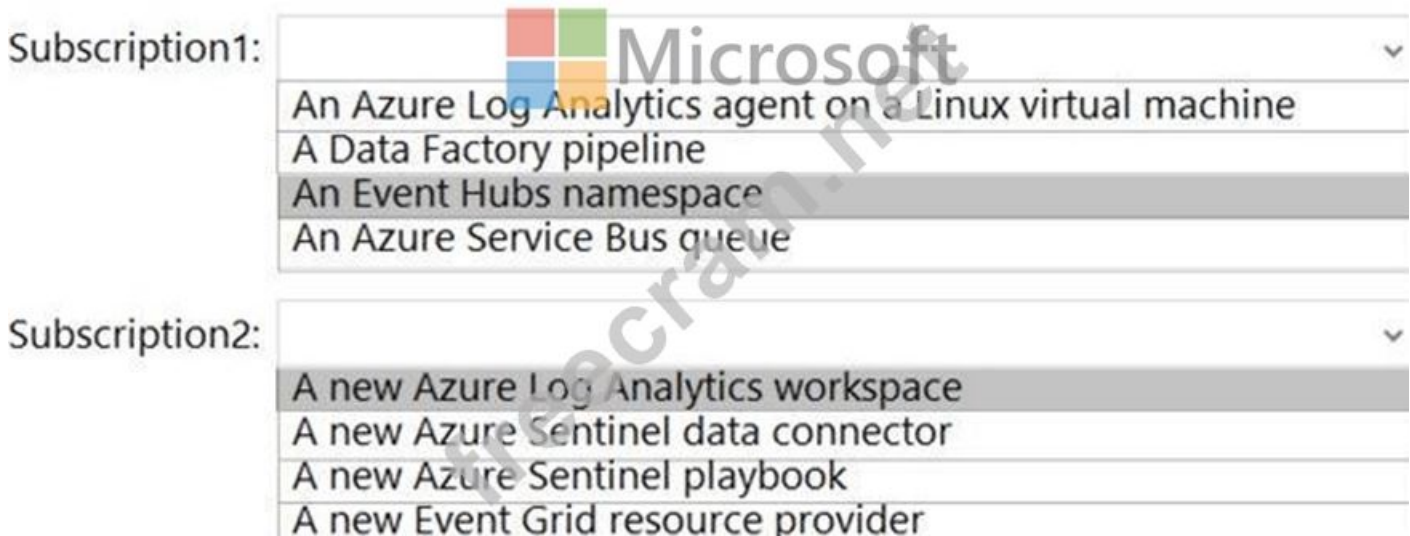 Microsoft
Subscription1:
An Azure Log Analytics agent on a Linux virtual machine
A Data Factory pipeline
An Event Hubs namespace
An Azure Service Bus queue
Subscription2:
A new Azure Log Analytics workspace
A new Azure Sentinel data connector
A new Azure Sentinel playbook
A new Event Grid resource provider
freecram.net